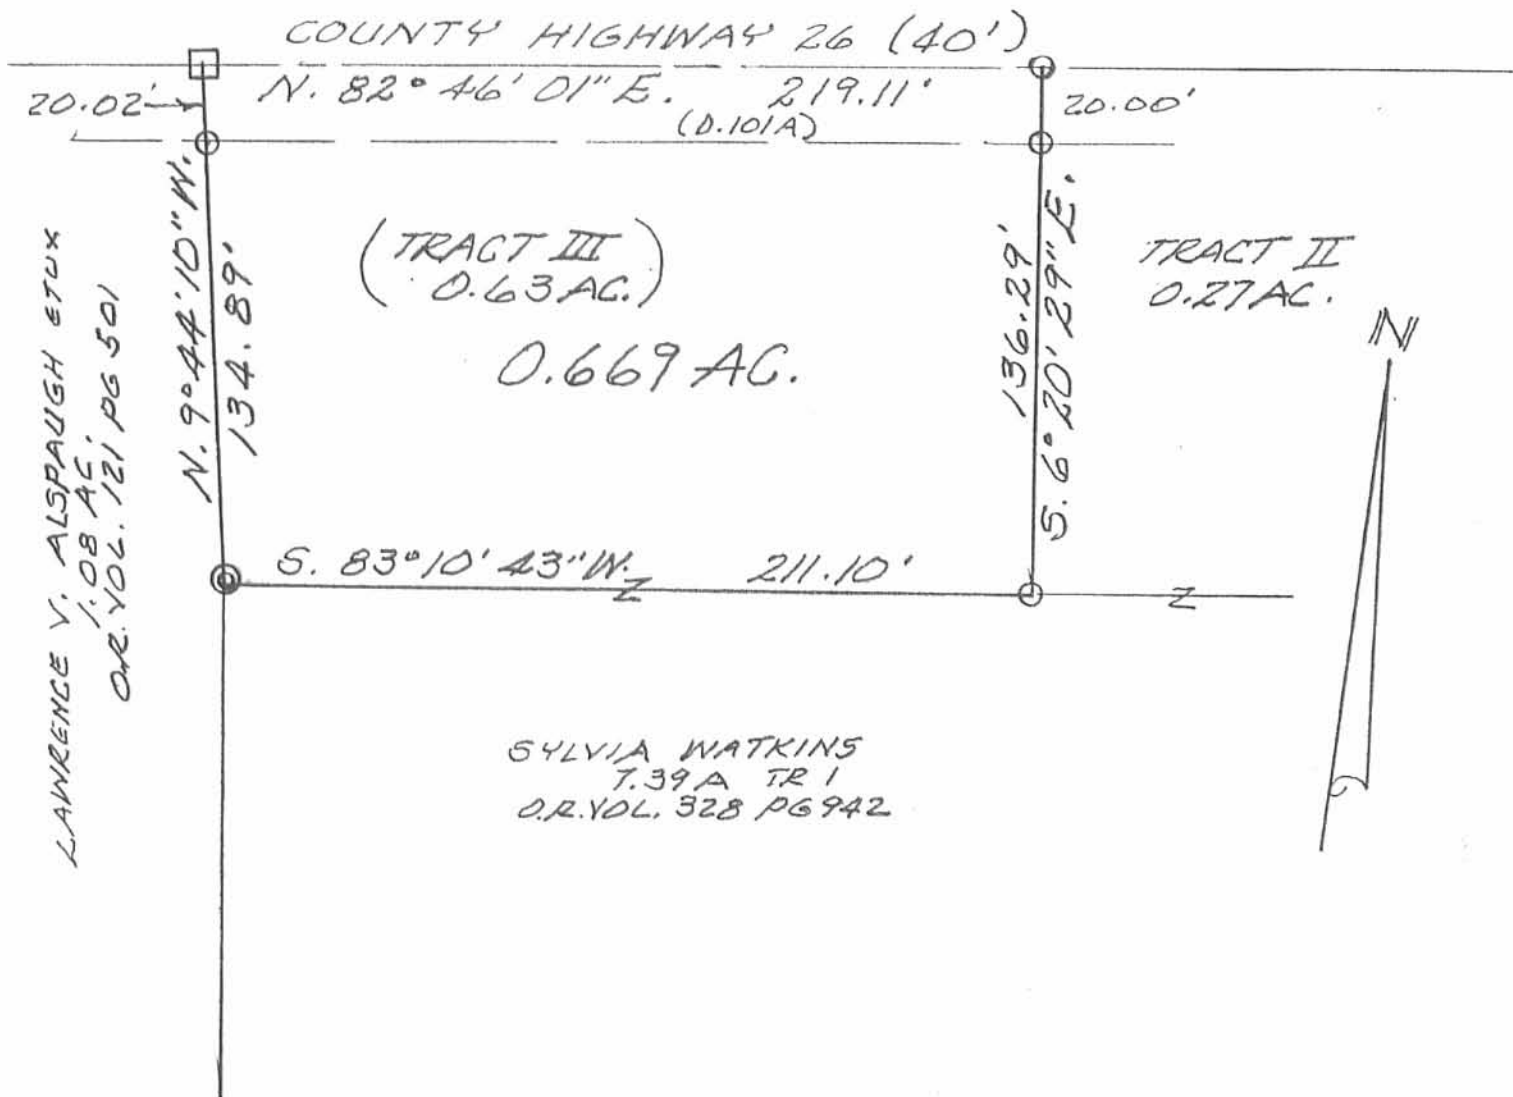 COUNTY HIGHWAY 26 (40')
N. 82° 46' 01" E. 219.11'
20.02'
20.00'
(0.101A)
N. 9° 44' 10" W.
134.89'
(TRACT III
0.63 AC.)
0.669 AC.
136.29'
S. 6° 20' 29" E.
TRACT II
0.27 AC.
N
LAWRENCE V. ALSPAUGH ETUX
1.08 AC.
O.R. VOL. 121 PG 501
S. 83° 10' 43" W. 211.10'
Z
Z
SYLVIA WATKINS
7.39 A TR 1
O.R. VOL. 328 PG 942